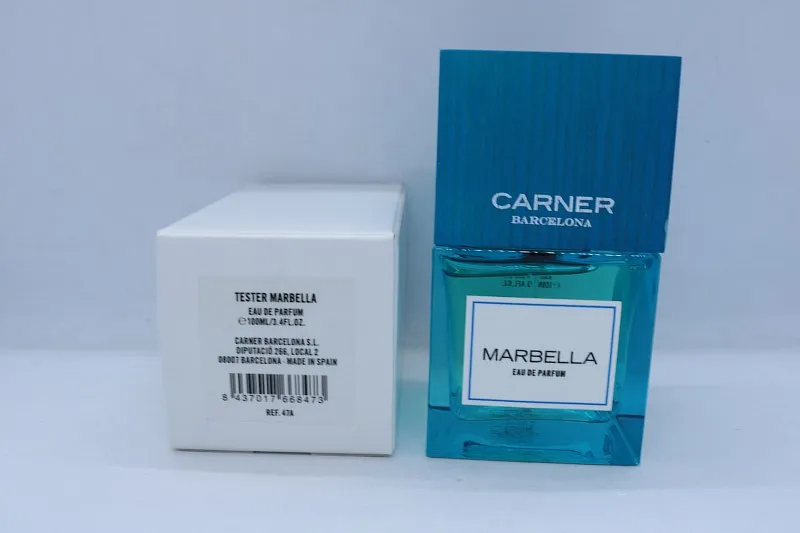 TESTER MARBELLA
EAU DE PARFUM
℮100ML/3.4FL.OZ.
CARNER BARCELONA S.L.
DIPUTACIÓ 266, LOCAL 2
08007 BARCELONA - MADE IN SPAIN
8 437017 668473
REF. 47A
CARNER
BARCELONA
MARBELLA
EAU DE PARFUM